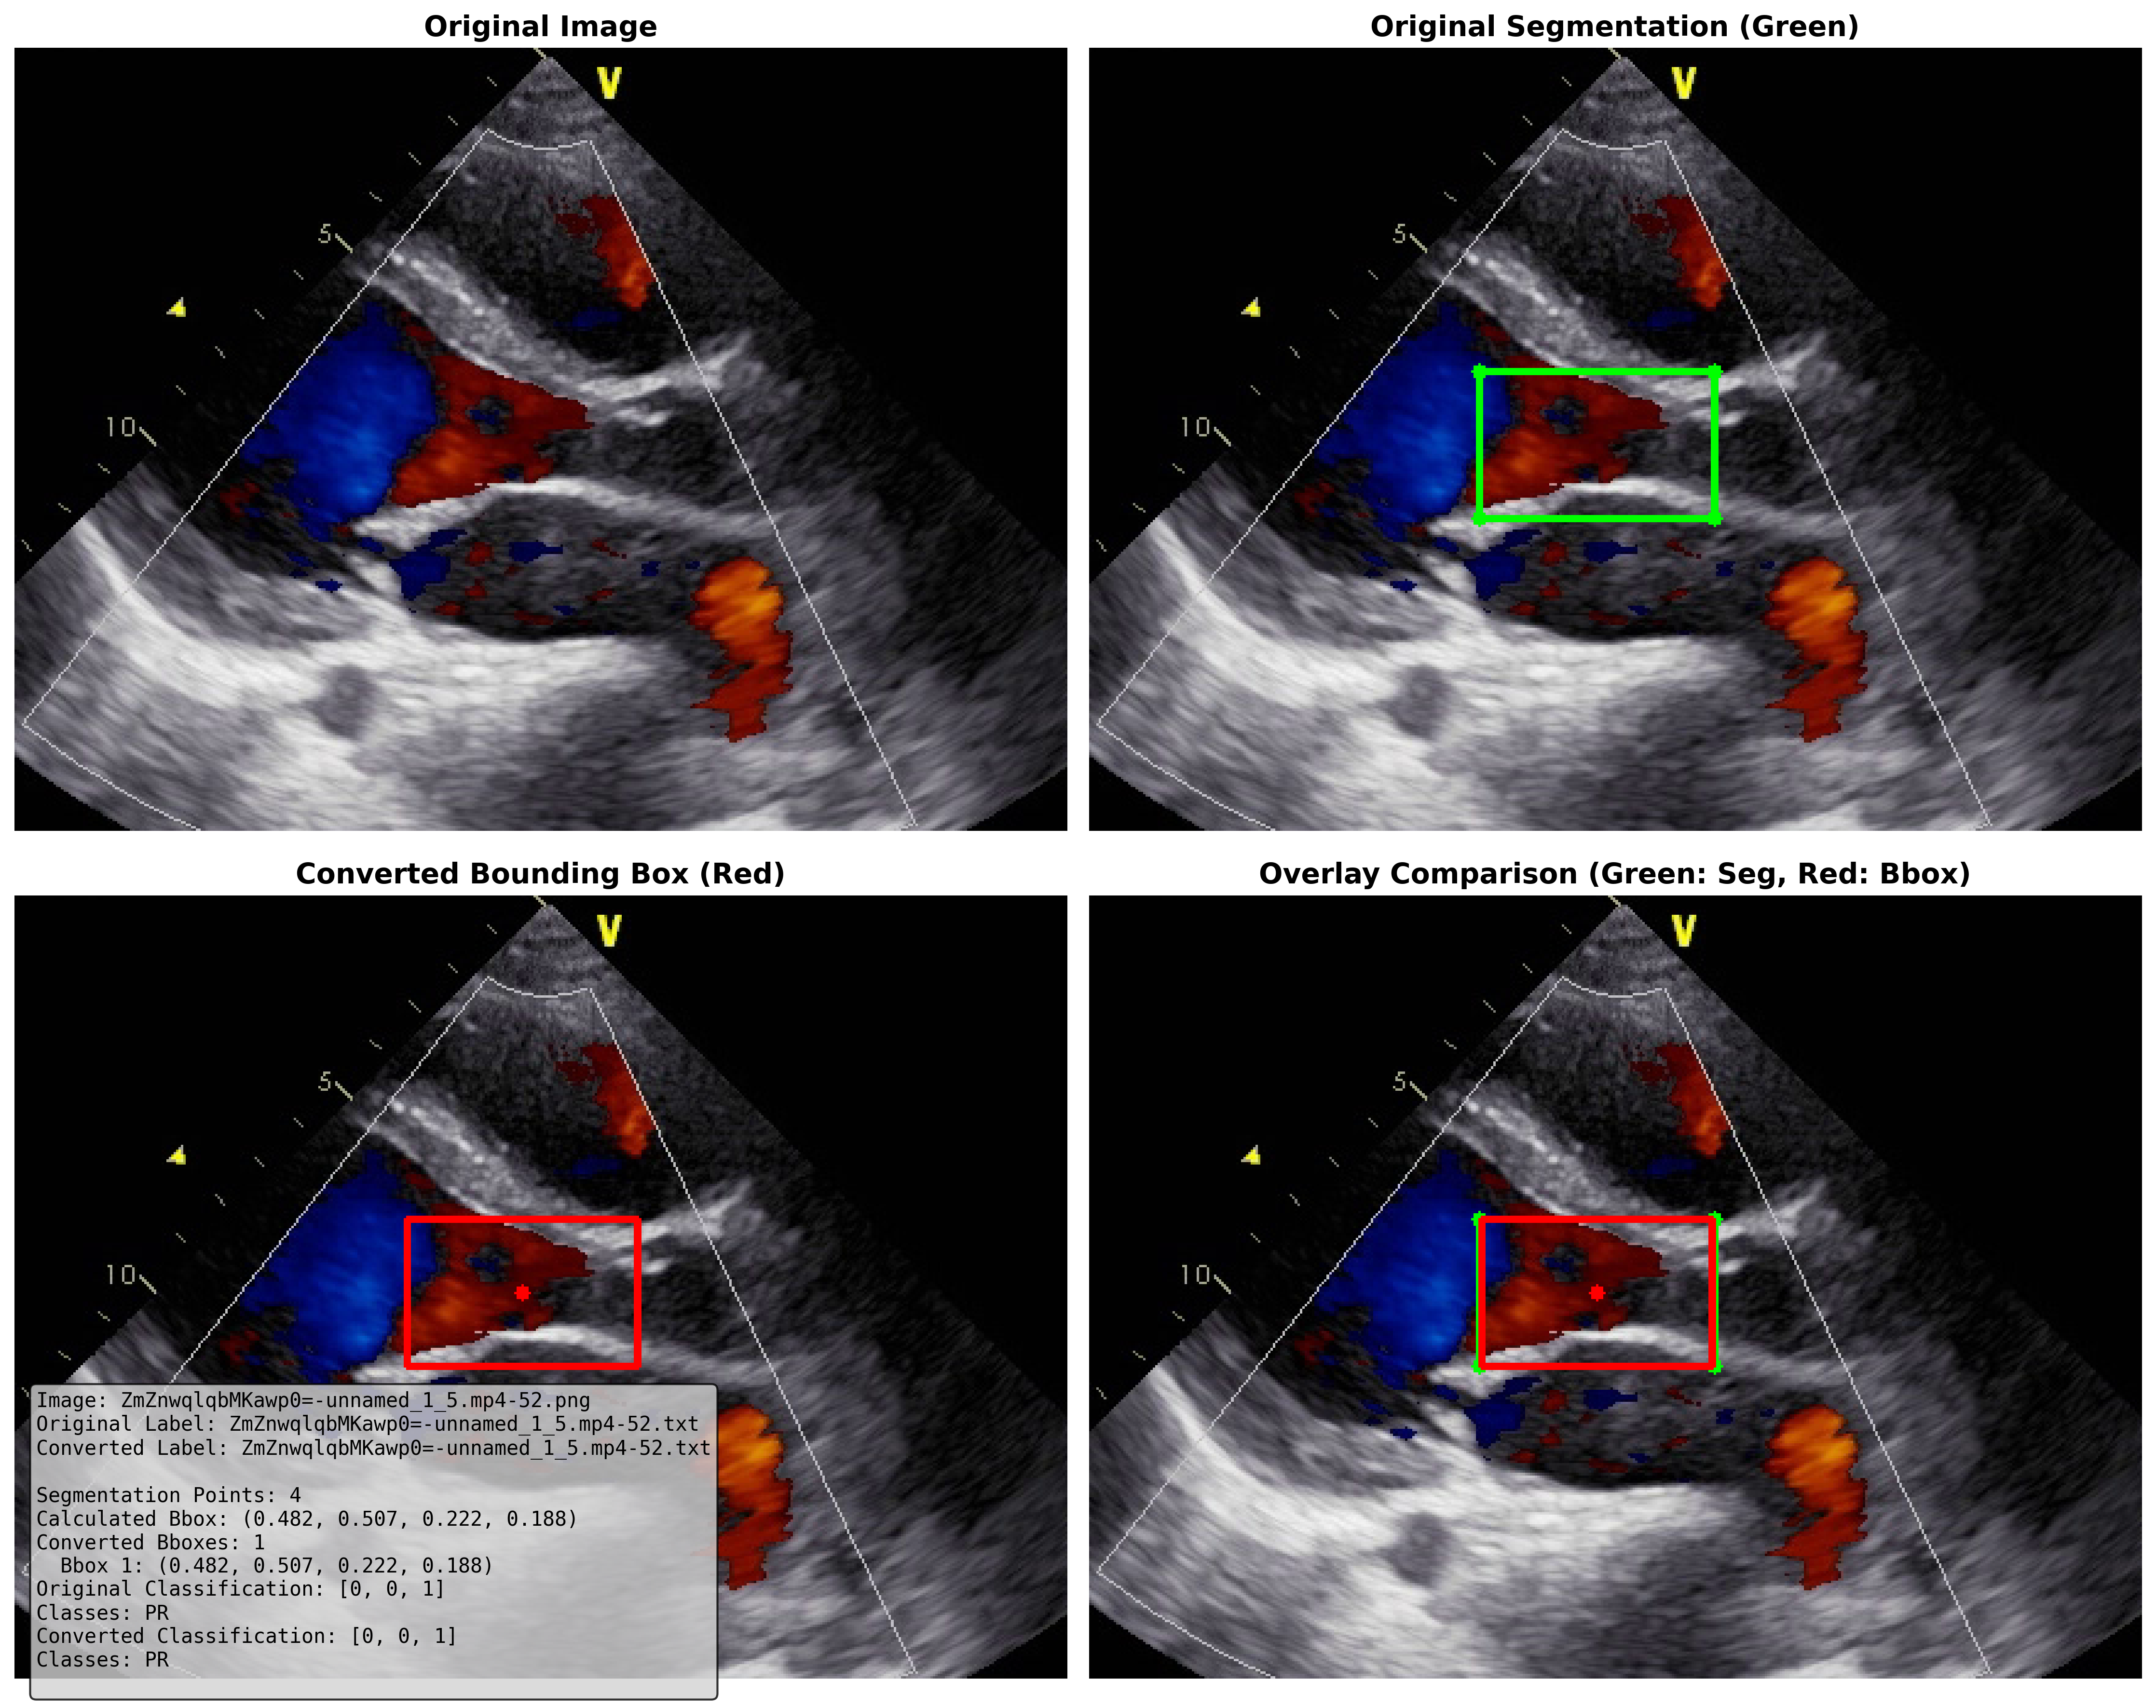 Original Image
Original Segmentation (Green)
V
5
10
V
5
10
Converted Bounding Box (Red)
Overlay Comparison (Green: Seg, Red: Bbox)
V
5
10
V
5
10
Image: ZmZnwqlqbMKawp0=-unnamed_1_5.mp4-52.png
Original Label: ZmZnwqlqbMKawp0=-unnamed_1_5.mp4-52.txt
Converted Label: ZmZnwqlqbMKawp0=-unnamed_1_5.mp4-52.txt
Segmentation Points: 4
Calculated Bbox: (0.482, 0.507, 0.222, 0.188)
Converted Bboxes: 1
Bbox 1: (0.482, 0.507, 0.222, 0.188)
Original Classification: [0, 0, 1]
Classes: PR
Converted Classification: [0, 0, 1]
Classes: PR